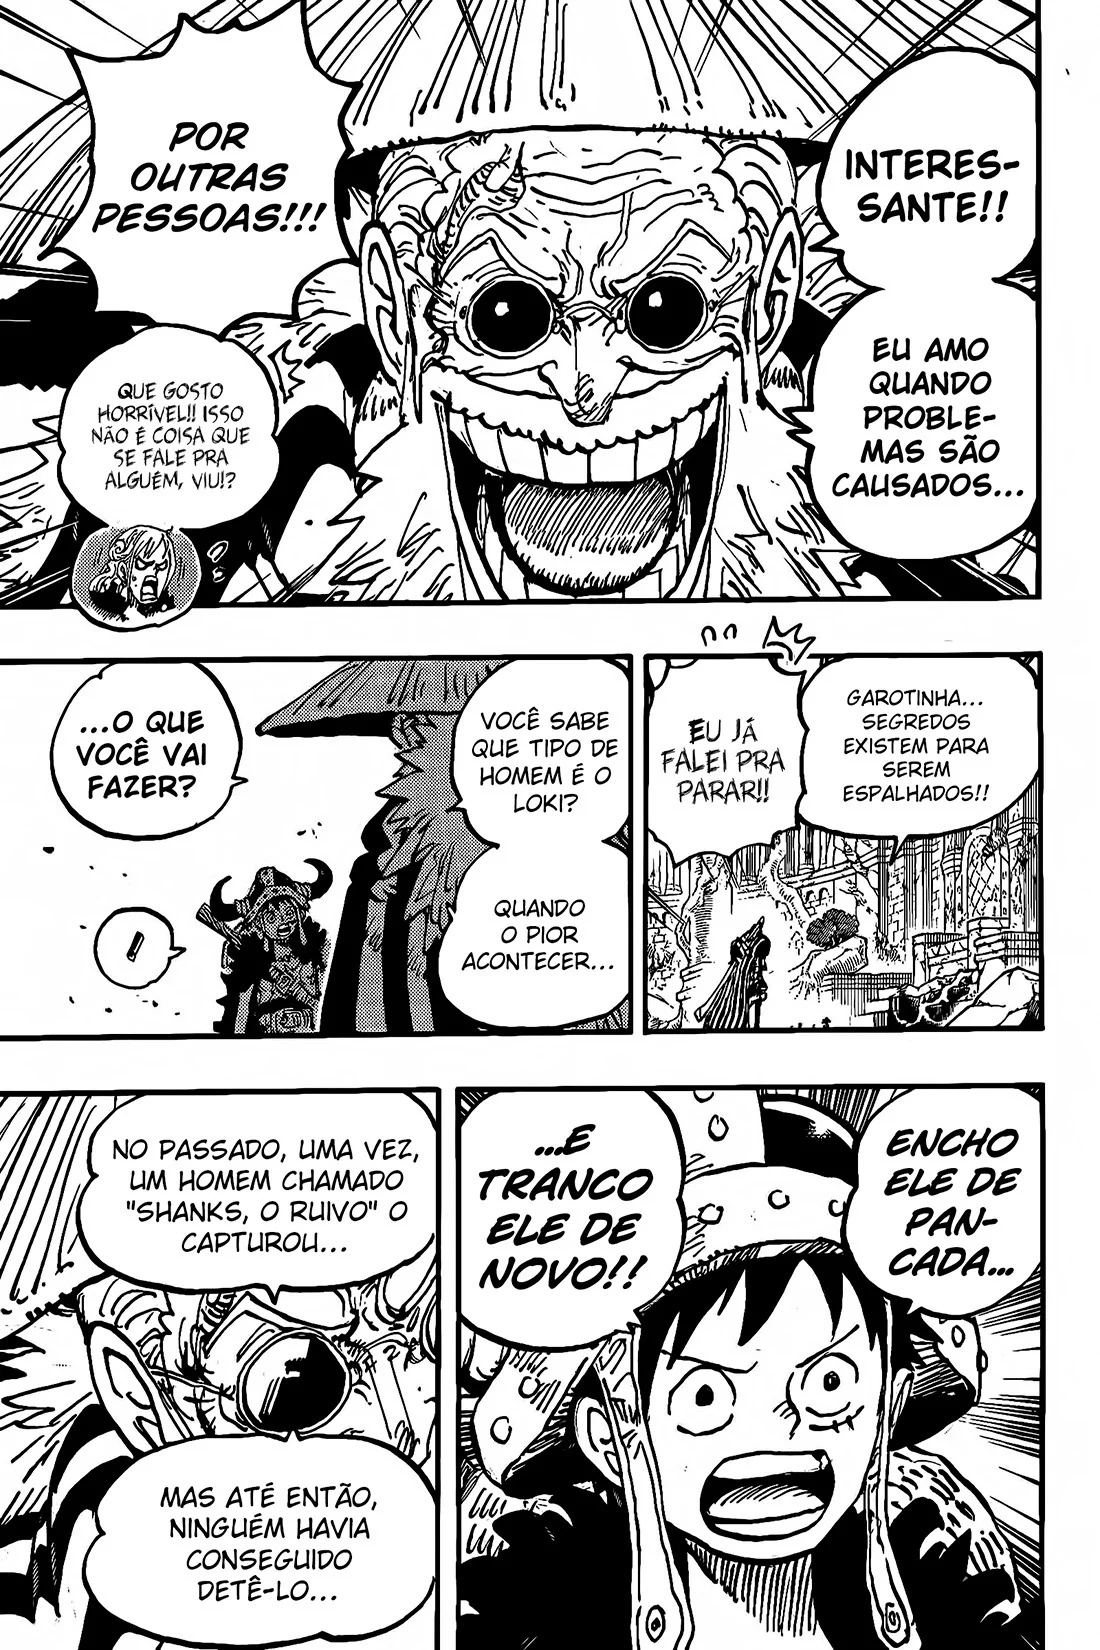 INTERES-
SANTE!!
EU AMO
QUANDO
PROBLE-
MAS SÃO
CAUSADOS...
POR
OUTRAS
PESSOAS!!!
QUE GOSTO
HORRÍVEL!! ISSO
NÃO É COISA QUE
SE FALE PRA
ALGUÉM, VIU!?
GAROTINHA...
SEGREDOS
EXISTEM PARA
SEREM
ESPALHADOS!!
EU JÁ
FALEI PRA
PARAR!!
VOCÊ SABE
QUE TIPO DE
HOMEM É O
LOKI?
QUANDO
O PIOR
ACONTECER...
...O QUE
VOCÊ VAI
FAZER?
!
ENCHO
ELE DE
PAN-
CADA...
...E
TRANCO
ELE DE
NOVO!!
NO PASSADO, UMA VEZ,
UM HOMEM CHAMADO
"SHANKS, O RUIVO" O
CAPTUROU...
MAS ATÉ ENTÃO,
NINGUÉM HAVIA
CONSEGUIDO
DETÊ-LO...